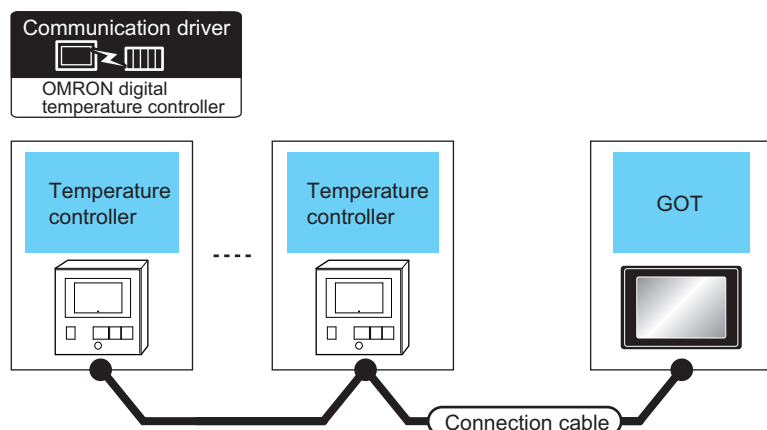 Communication driver
OMRON digital
temperature controller
Temperature
controller
Temperature
controller
GOT
Connection cable